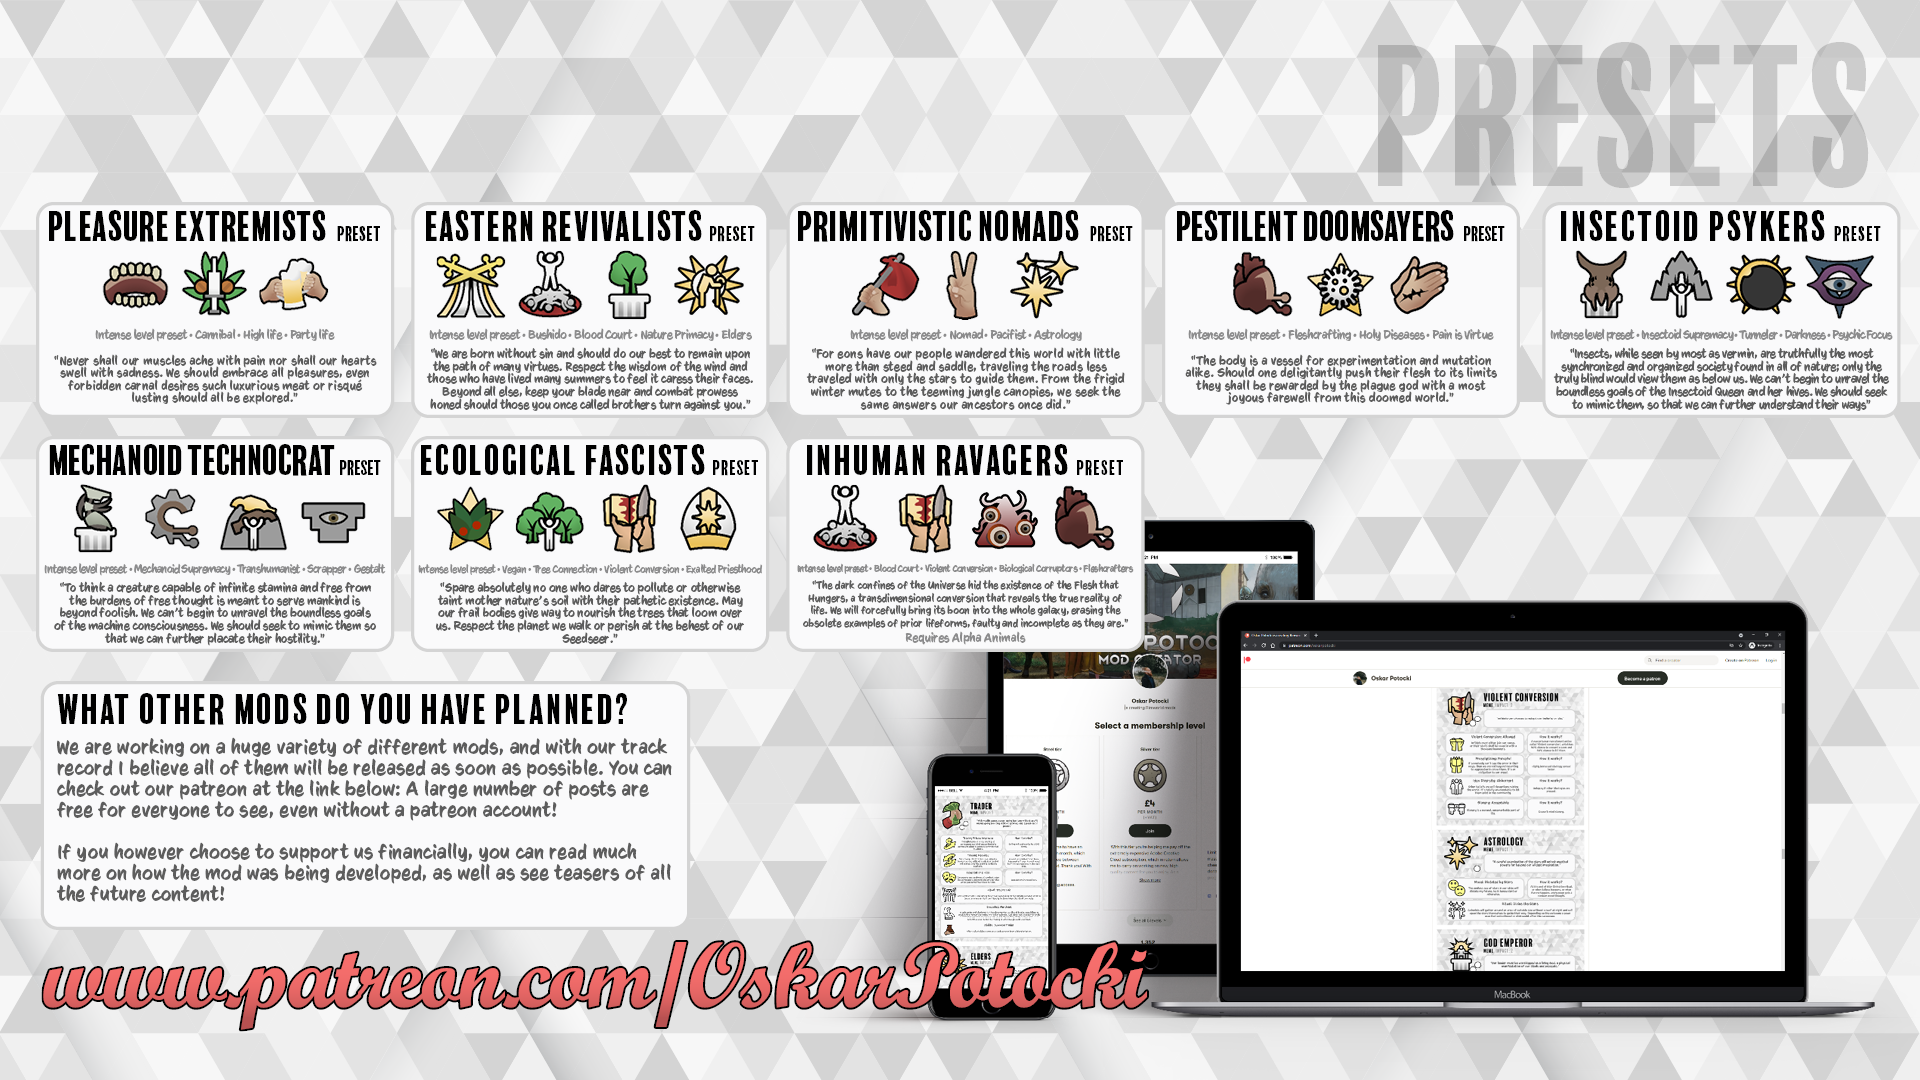 PRESETS
PLEASURE EXTREMISTS PRESET
Intense level preset • Cannibal • High life • Party life
"Never shall our muscles ache with pain nor shall our hearts
swell with sadness. We should embrace all pleasures, even
forbidden carnal desires such luxurious meat or risqué
lusting should all be explored."
EASTERN REVIVALISTS PRESET
Intense level preset • Bushido • Blood Court • Nature Primacy • Elders
"We are born without sin and should do our best to remain upon
the path of many virtues. Respect the wisdom of the wind and
those who have lived many summers to feel it caress their faces.
Beyond all else, keep your blade near and combat prowess
honed should those you once called brothers turn against you."
PRIMITIVISTIC NOMADS PRESET
Intense level preset • Nomad • Pacifist • Astrology
"For eons have our people wandered this world with little
more than steed and saddle, traveling the roads less
traveled with only the stars to guide them. From the frigid
winter mutes to the teeming jungle canopies, we seek the
same answers our ancestors once did."
PESTILENT DOOMSAYERS PRESET
Intense level preset • Fleshcrafting • Holy Diseases • Pain is Virtue
"The body is a vessel for experimentation and mutation
alike. Should one deligitantly push their flesh to its limits
they shall be rewarded by the plague god with a most
joyous farewell from this doomed world."
INSECTOID PSYKERS PRESET
Intense level preset • Insectoid Supremacy • Tunneler • Darkness • Psychic Focus
"Insects, while seen by most as vermin, are truthfully the most
synchronized and organized society found in all of nature; only the
truly blind would view them as below us. We can't begin to unravel the
boundless goals of the Insectoid Queen and her hives. We should seek
to mimic them, so that we can further understand their ways"
MECHANOID TECHNOCRAT PRESET
Intense level preset • Mechanoid Supremacy • Transhumanist • Scrapper • Gestalt
"To think a creature capable of infinite stamina and free from
the burdens of free thought is meant to serve mankind is
beyond foolish. We can't begin to unravel the boundless goals
of the machine consciousness. We should seek to mimic them so
that we can further placate their hostility."
ECOLOGICAL FASCISTS PRESET
Intense level preset • Vegan • Tree Connection • Violent Conversion • Exalted Priesthood
"Spare absolutely no one who dares to pollute or otherwise
taint mother nature's soil with their pathetic existence. May
our frail bodies give way to nourish the trees that loom over
us. Respect the planet we walk or perish at the behest of our
Seedseer."
INHUMAN RAVAGERS PRESET
Intense level preset • Blood Court • Violent Conversion • Biological Corruptors • Fleshcrafters
"The dark confines of the Universe hid the existence of the Flesh that
Hungers, a transdimensional conversion that reveals the true reality of
life. We will forcefully bring its boon into the whole galaxy, erasing the
obsolete examples of prior lifeforms, faulty and incomplete as they are."
Requires Alpha Animals
WHAT OTHER MODS DO YOU HAVE PLANNED?
We are working on a huge variety of different mods, and with our track
record I believe all of them will be released as soon as possible. You can
check out our patreon at the link below: A large number of posts are
free for everyone to see, even without a patreon account!
If you however choose to support us financially, you can read much
more on how the mod was being developed, as well as see teasers of all
the future content!
www.patreon.com/OskarPotocki
POTOC
MOD
Oskar Potocki
Select a membership level
Silver tier
£4
PER MONTH
Join
TRADER
ELDERS
Oskar Potocki
Become a patron
VIOLENT CONVERSION
ASTROLOGY
GOD EMPEROR
MacBook